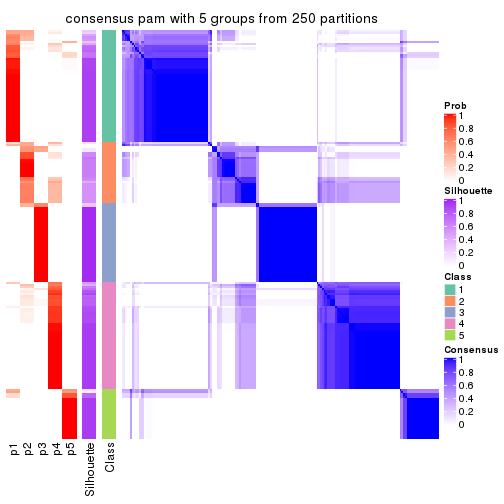 consensus pam with 5 groups from 250 partitions
Prob
1
0.8
0.6
0.4
0.2
0
Silhouette
1
0.8
0.6
0.4
0.2
0
Class
1
2
3
4
5
Consensus
1
0.8
0.6
0.4
0.2
0
p1
p2
p3
p4
p5
Silhouette
Class